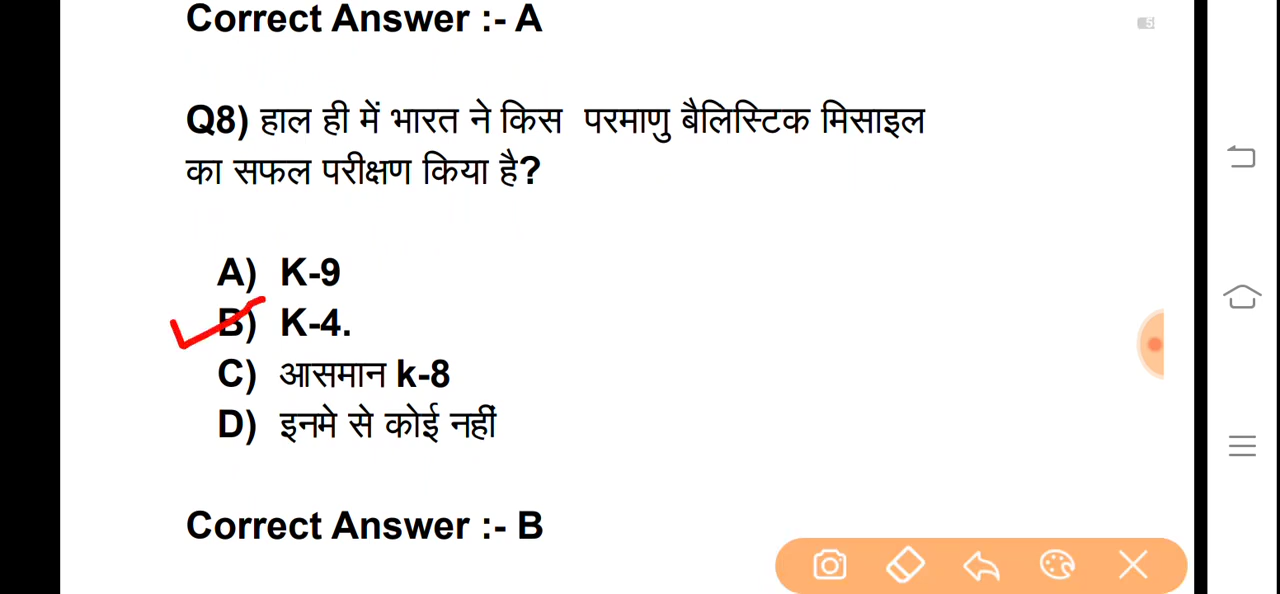 Correct Answer :- A
Q8) हाल ही में भारत ने किस परमाणु बैलिस्टिक मिसाइल
का सफल परीक्षण किया है?
A) K-9
B) K-4.
C) आसमान k-8
D) इनमे से कोई नहीं
Correct Answer :- B